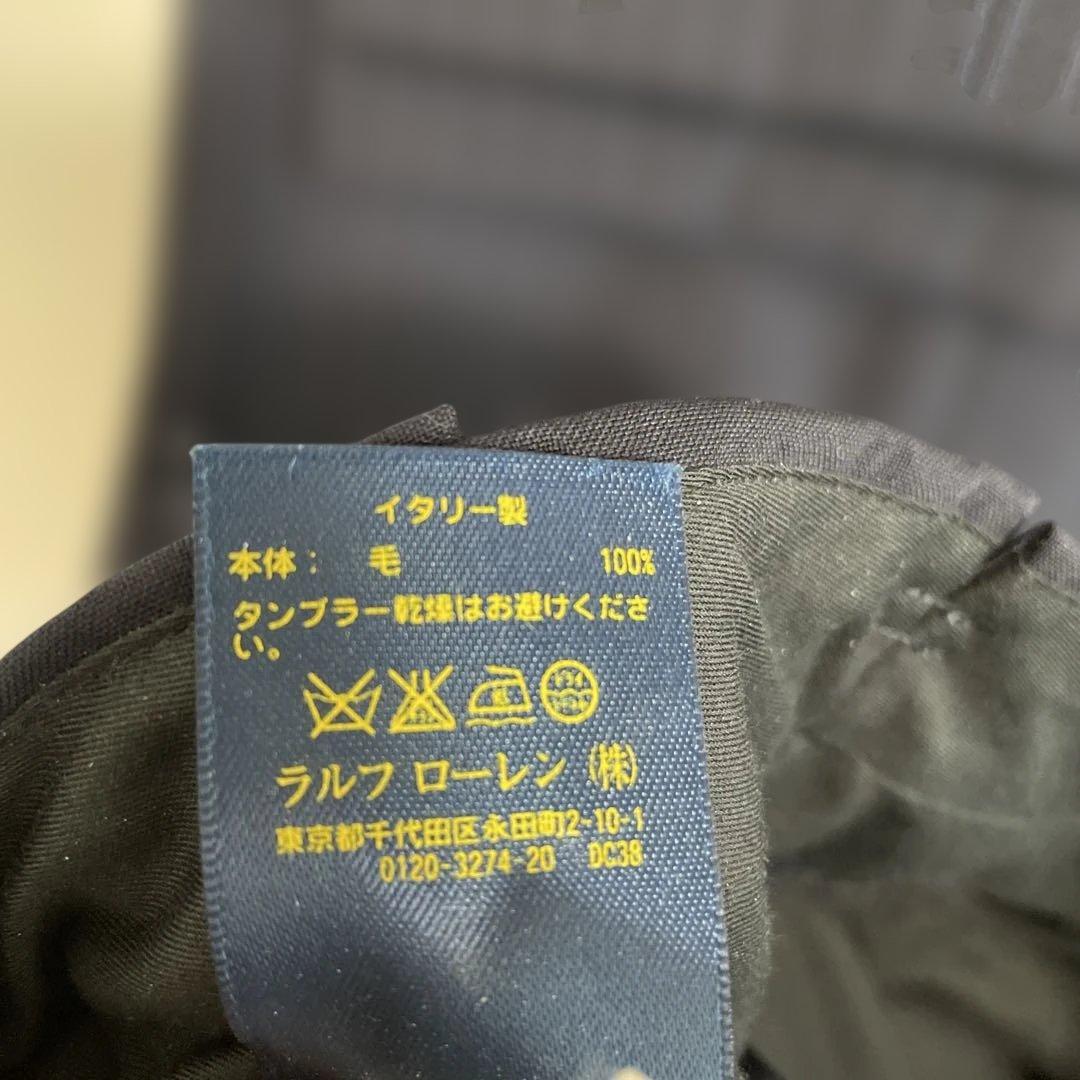 イタリー製
本体: 毛 100%
タンブラー乾燥はお避けくださ
い。
ラルフ ローレン (株)
東京都千代田区永田町2-10-1
0120-3274-20 DC38